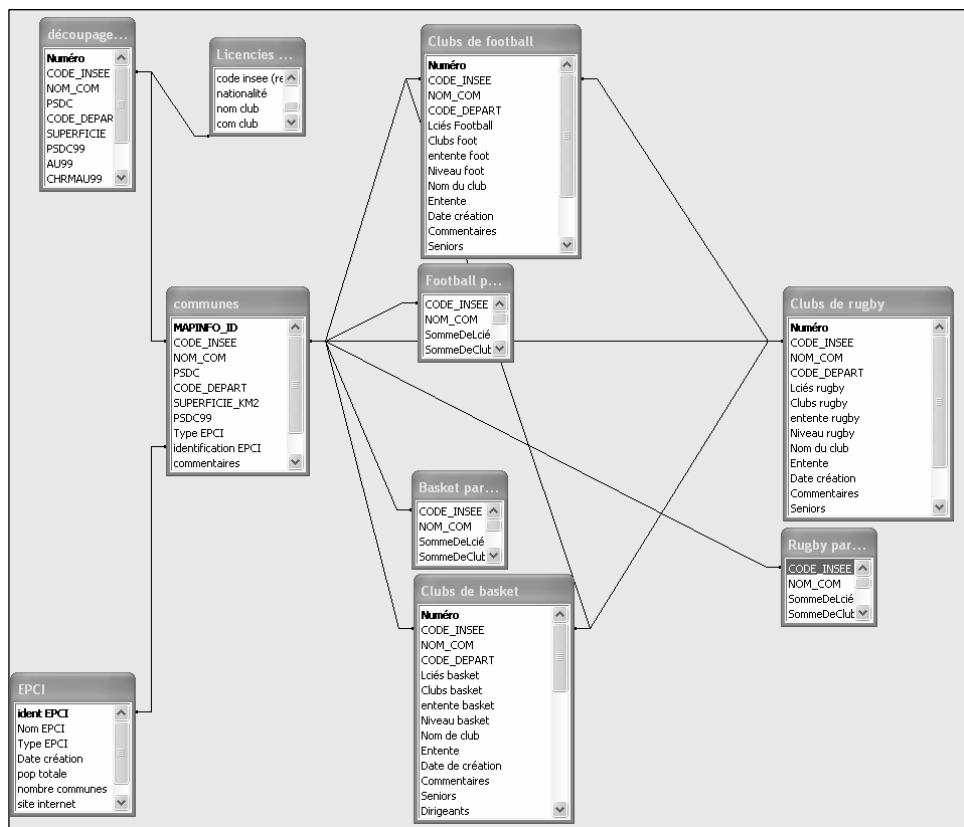 découpage...
Numéro
CODE_INSEE
NOM_COM
PSDC
CODE_DEPAR
SUPERFICIE
PSDC99
AU99
CHRMAU99
Licencies ...
code insee (re
nationalité
nom club
com club
Clubs de football
Numéro
CODE_INSEE
NOM_COM
CODE_DEPART
Lciés Football
Clubs foot
entente foot
Niveau foot
Nom du club
Entente
Date création
Commentaires
Seniors
Football p...
CODE_INSEE
NOM_COM
SommeDeLcié
SommeDeClub
communes
MAPINFO_ID
CODE_INSEE
NOM_COM
PSDC
CODE_DEPART
SUPERFICIE_KM2
PSDC99
Type EPCI
identification EPCI
commentaires
Clubs de rugby
Numéro
CODE_INSEE
NOM_COM
CODE_DEPART
Lciés rugby
Clubs rugby
entente rugby
Niveau rugby
Nom du club
Entente
Date création
Commentaires
Seniors
Basket par...
CODE_INSEE
NOM_COM
SommeDeLcié
SommeDeClub
Rugby par...
CODE_INSEE
NOM_COM
SommeDeLcié
SommeDeClub
Clubs de basket
Numéro
CODE_INSEE
NOM_COM
CODE_DEPART
Lciés basket
Clubs basket
entente basket
Niveau basket
Nom de club
Entente
Date de création
Commentaires
Seniors
Dirigeants
EPCI
ident EPCI
Nom EPCI
Type EPCI
Date création
pop totale
nombre communes
site internet